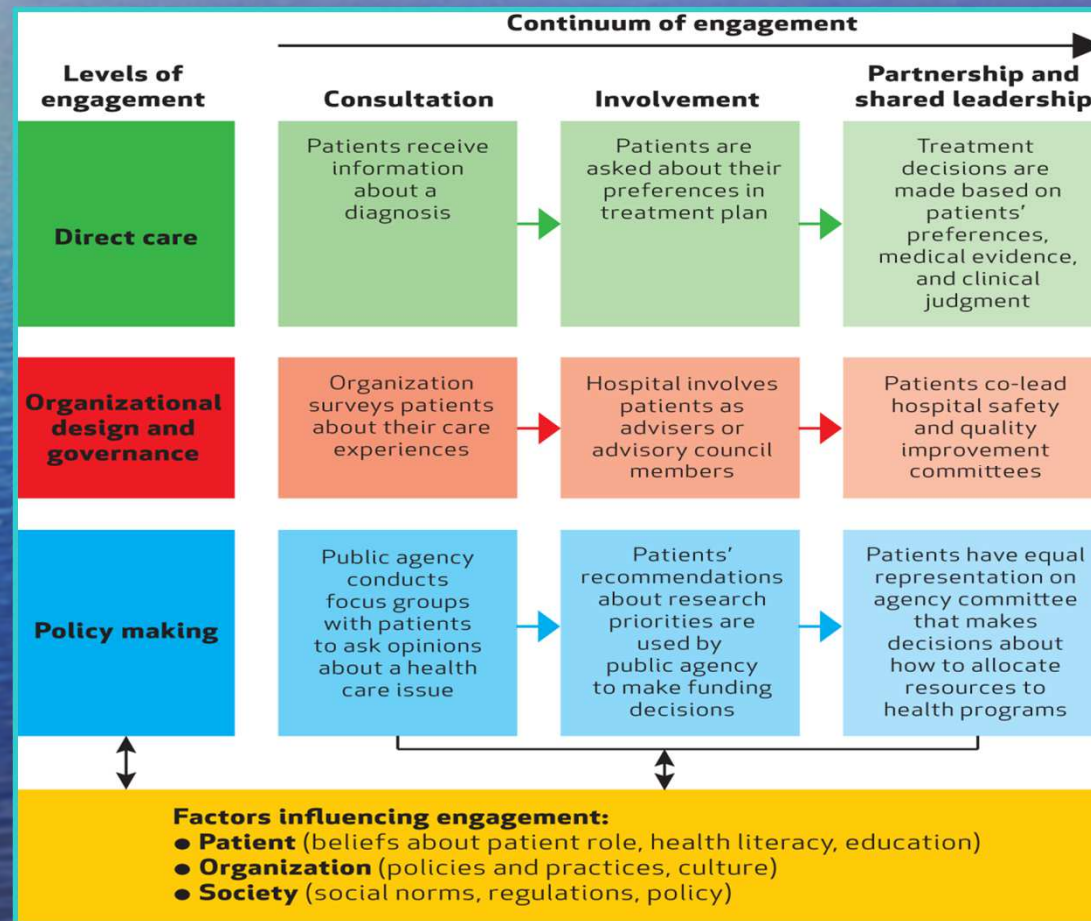 Continuum of engagement
Levels of
engagement
Consultation
Involvement
Partnership and
shared leadership
Direct care
Patients receive
information
about a
diagnosis
Patients are
asked about their
preferences in
treatment plan
Treatment
decisions are
made based on
patients’
preferences,
medical evidence,
and clinical
judgment
Organizational
design and
governance
Organization
surveys patients
about their care
experiences
Hospital involves
patients as
advisers or
advisory council
members
Patients co-lead
hospital safety
and quality
improvement
committees
Policy making
Public agency
conducts
focus groups
with patients
to ask opinions
about a health
care issue
Patients’
recommendations
about research
priorities are
used by
public agency
to make funding
decisions
Patients have equal
representation on
agency committee
that makes
decisions about
how to allocate
resources to
health programs
Factors influencing engagement:
● Patient (beliefs about patient role, health literacy, education)
● Organization (policies and practices, culture)
● Society (social norms, regulations, policy)